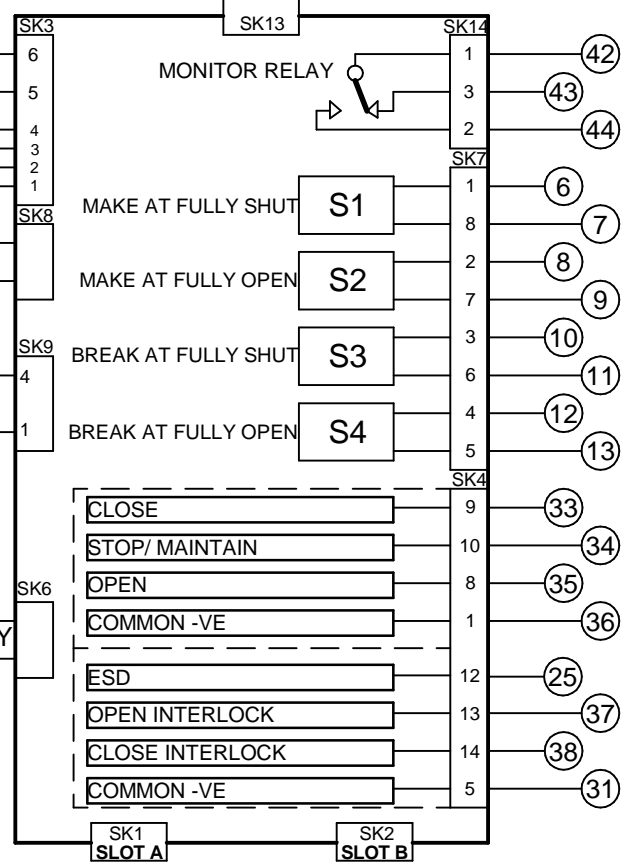 SK3 SK13 SK14
6 MONITOR RELAY 1 42
5 3 43
4 2 44
3
2
1
SK7
MAKE AT FULLY SHUT S1 1 6
SK8 8 7
MAKE AT FULLY OPEN S2 2 8
7 9
SK9 BREAK AT FULLY SHUT S3 3 10
4 6 11
1 BREAK AT FULLY OPEN S4 4 12
5 13
SK4
CLOSE 9 33
STOP/ MAINTAIN 10 34
SK6 OPEN 8 35
Y COMMON -VE 1 36
ESD 12 25
OPEN INTERLOCK 13 37
CLOSE INTERLOCK 14 38
COMMON -VE 5 31
SK1 SK2
SLOT A SLOT B